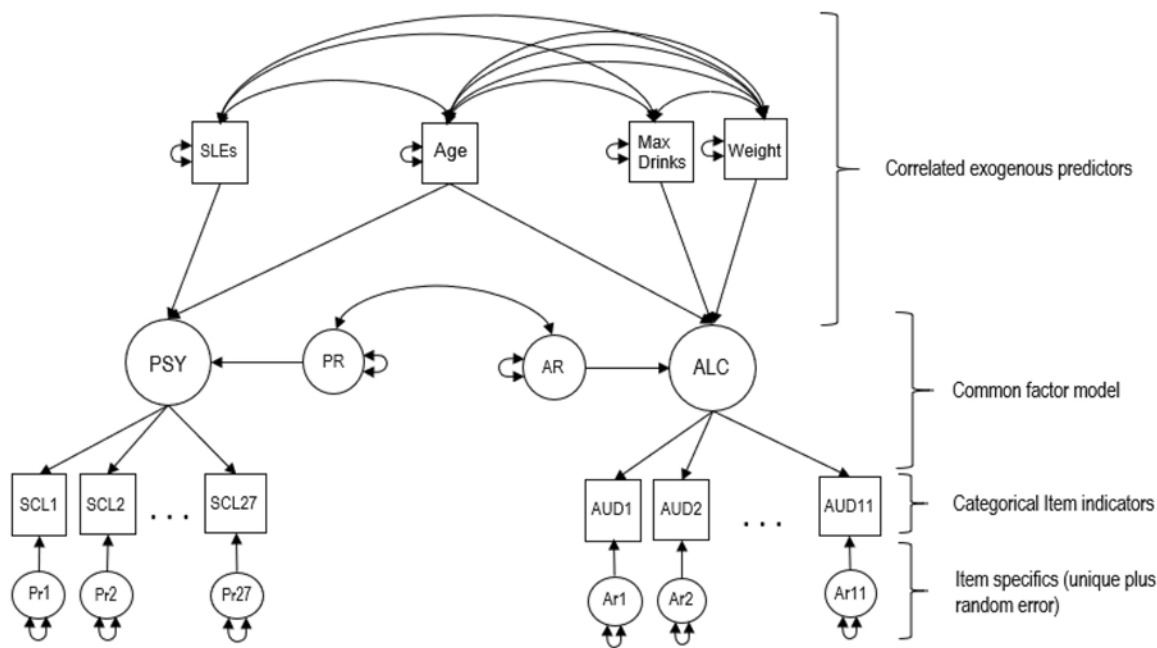 SLEs
Age
Max
Drinks
Weight
Correlated exogenous predictors
PSY
PR
AR
ALC
Common factor model
SCL1
SCL2
. . .
SCL27
AUD1
AUD2
. . .
AUD11
Categorical Item indicators
Pr1
Pr2
Pr27
Ar1
Ar2
Ar11
Item specifics (unique plus
random error)